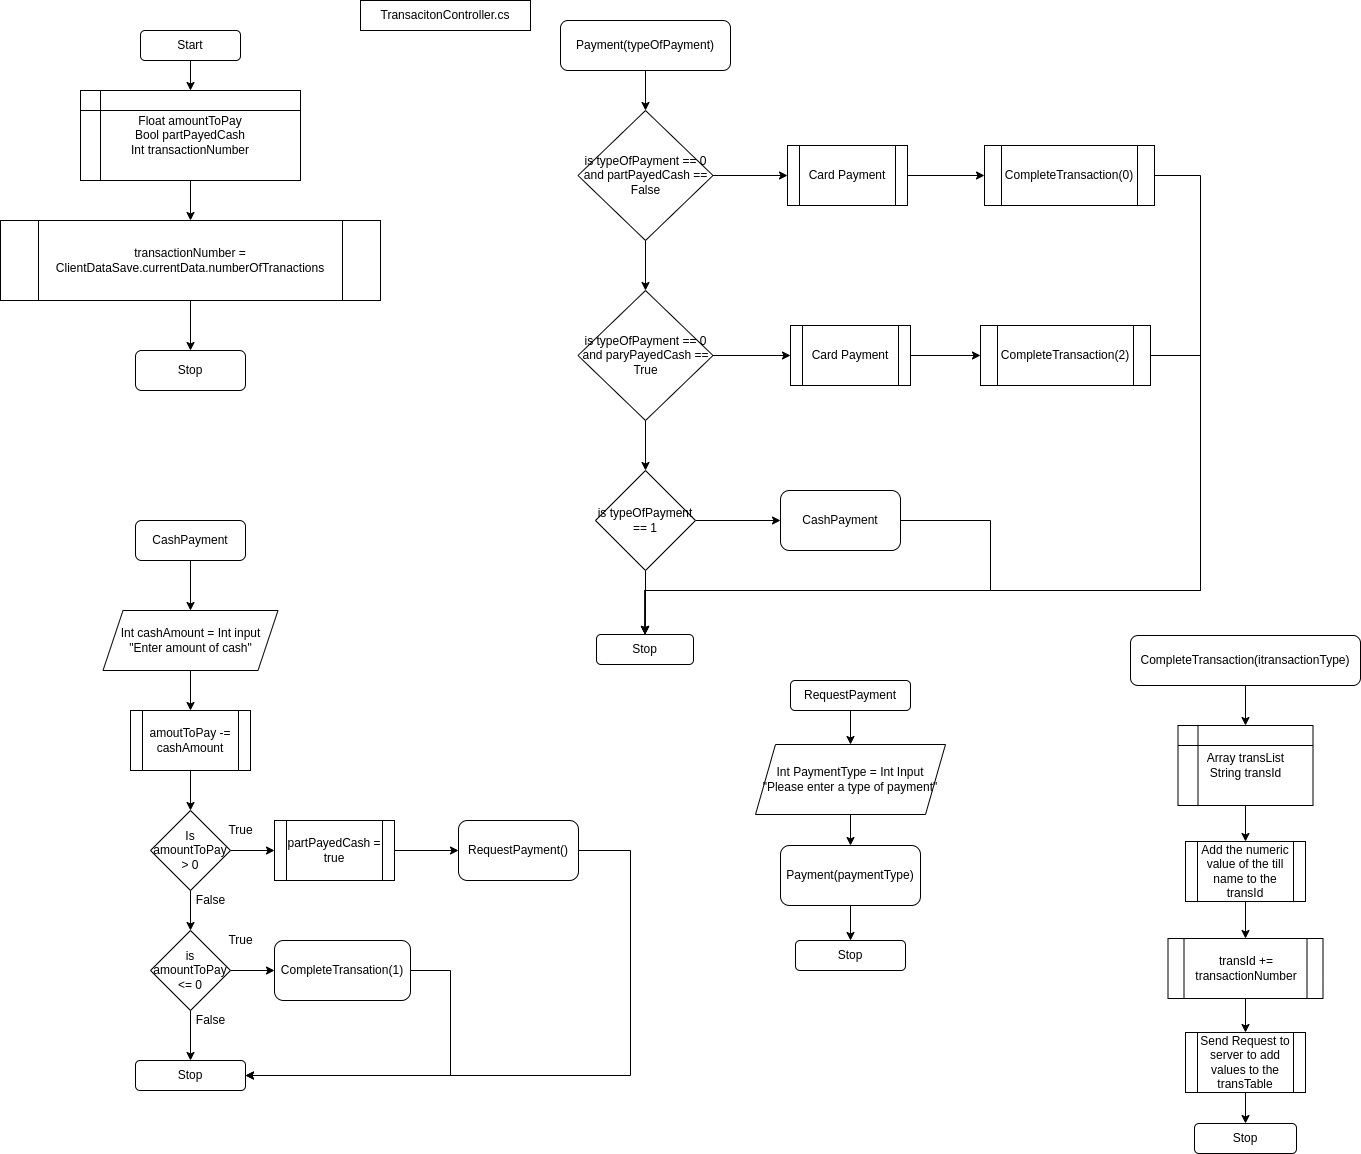 TransacitonController.cs
Start
Float amountToPay
Bool partPayedCash
Int transactionNumber
transactionNumber =
ClientDataSave.currentData.numberOfTranactions
Stop
Payment(typeOfPayment)
is typeOfPayment == 0
and partPayedCash ==
False
Card Payment
CompleteTransaction(0)
is typeOfPayment == 0
and paryPayedCash ==
True
Card Payment
CompleteTransaction(2)
is typeOfPayment
== 1
CashPayment
Stop
CashPayment
Int cashAmount = Int input
"Enter amount of cash"
amoutToPay -=
cashAmount
Is
amountToPay
> 0
True
partPayedCash =
true
RequestPayment()
False
is
amountToPay
<= 0
True
CompleteTransation(1)
False
Stop
RequestPayment
Int PaymentType = Int Input
"Please enter a type of payment"
Payment(paymentType)
Stop
CompleteTransaction(itransactionType)
Array transList
String transId
Add the numeric
value of the till
name to the
transId
transId +=
transactionNumber
Send Request to
server to add
values to the
transTable
Stop